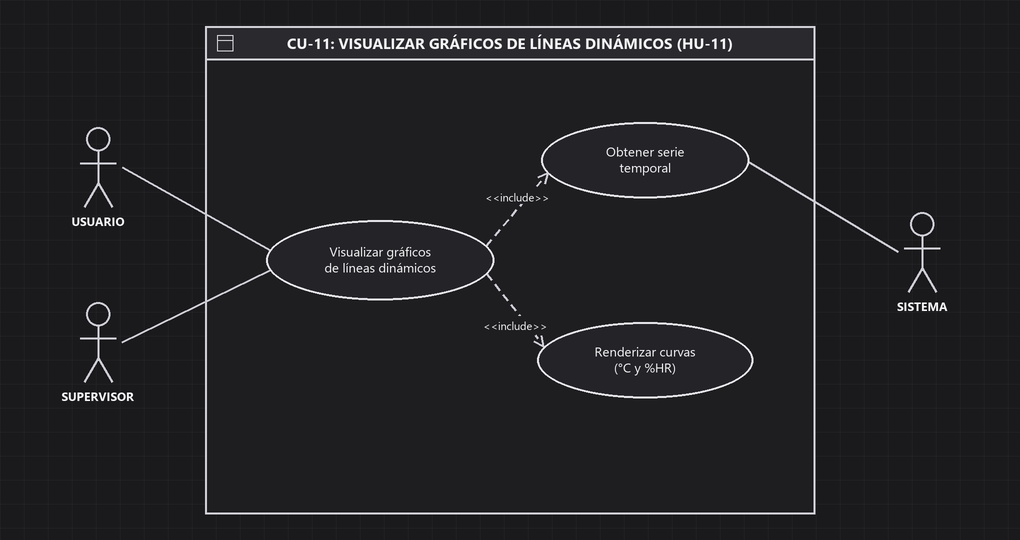 CU-11: VISUALIZAR GRÁFICOS DE LÍNEAS DINÁMICOS (HU-11)
Obtener serie
temporal
<<include>>
USUARIO
Visualizar gráficos
de líneas dinámicos
SISTEMA
<<include>>
Renderizar curvas
(°C y %HR)
SUPERVISOR